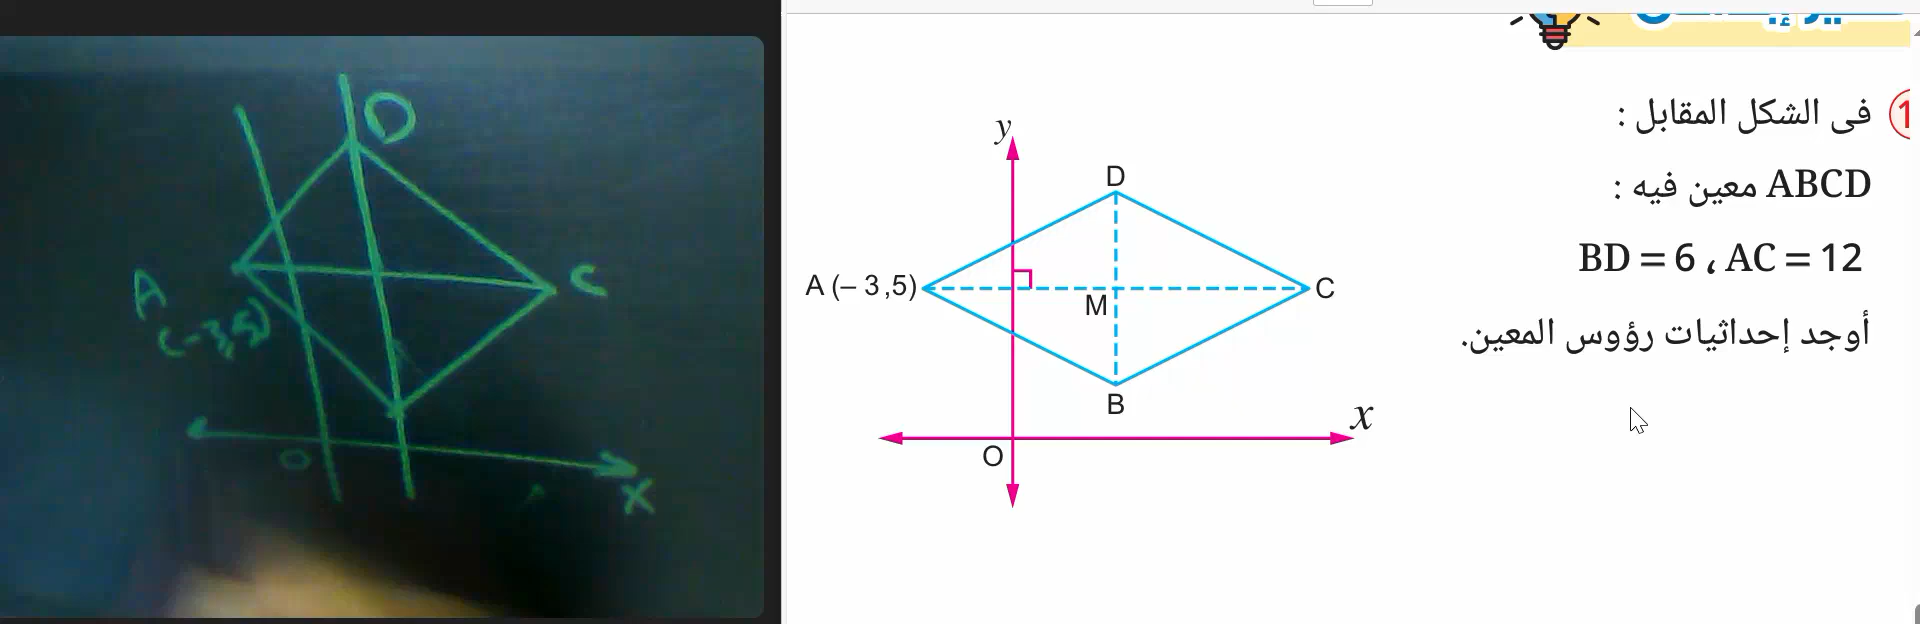 D
A
C
(-3,5)
O
X
1 فى الشكل المقابل :
ABCD معين فيه :
BD = 6 ، AC = 12
أوجد إحداثيات رؤوس المعين.
y
D
A (– 3 ,5)
M
C
B
x
O